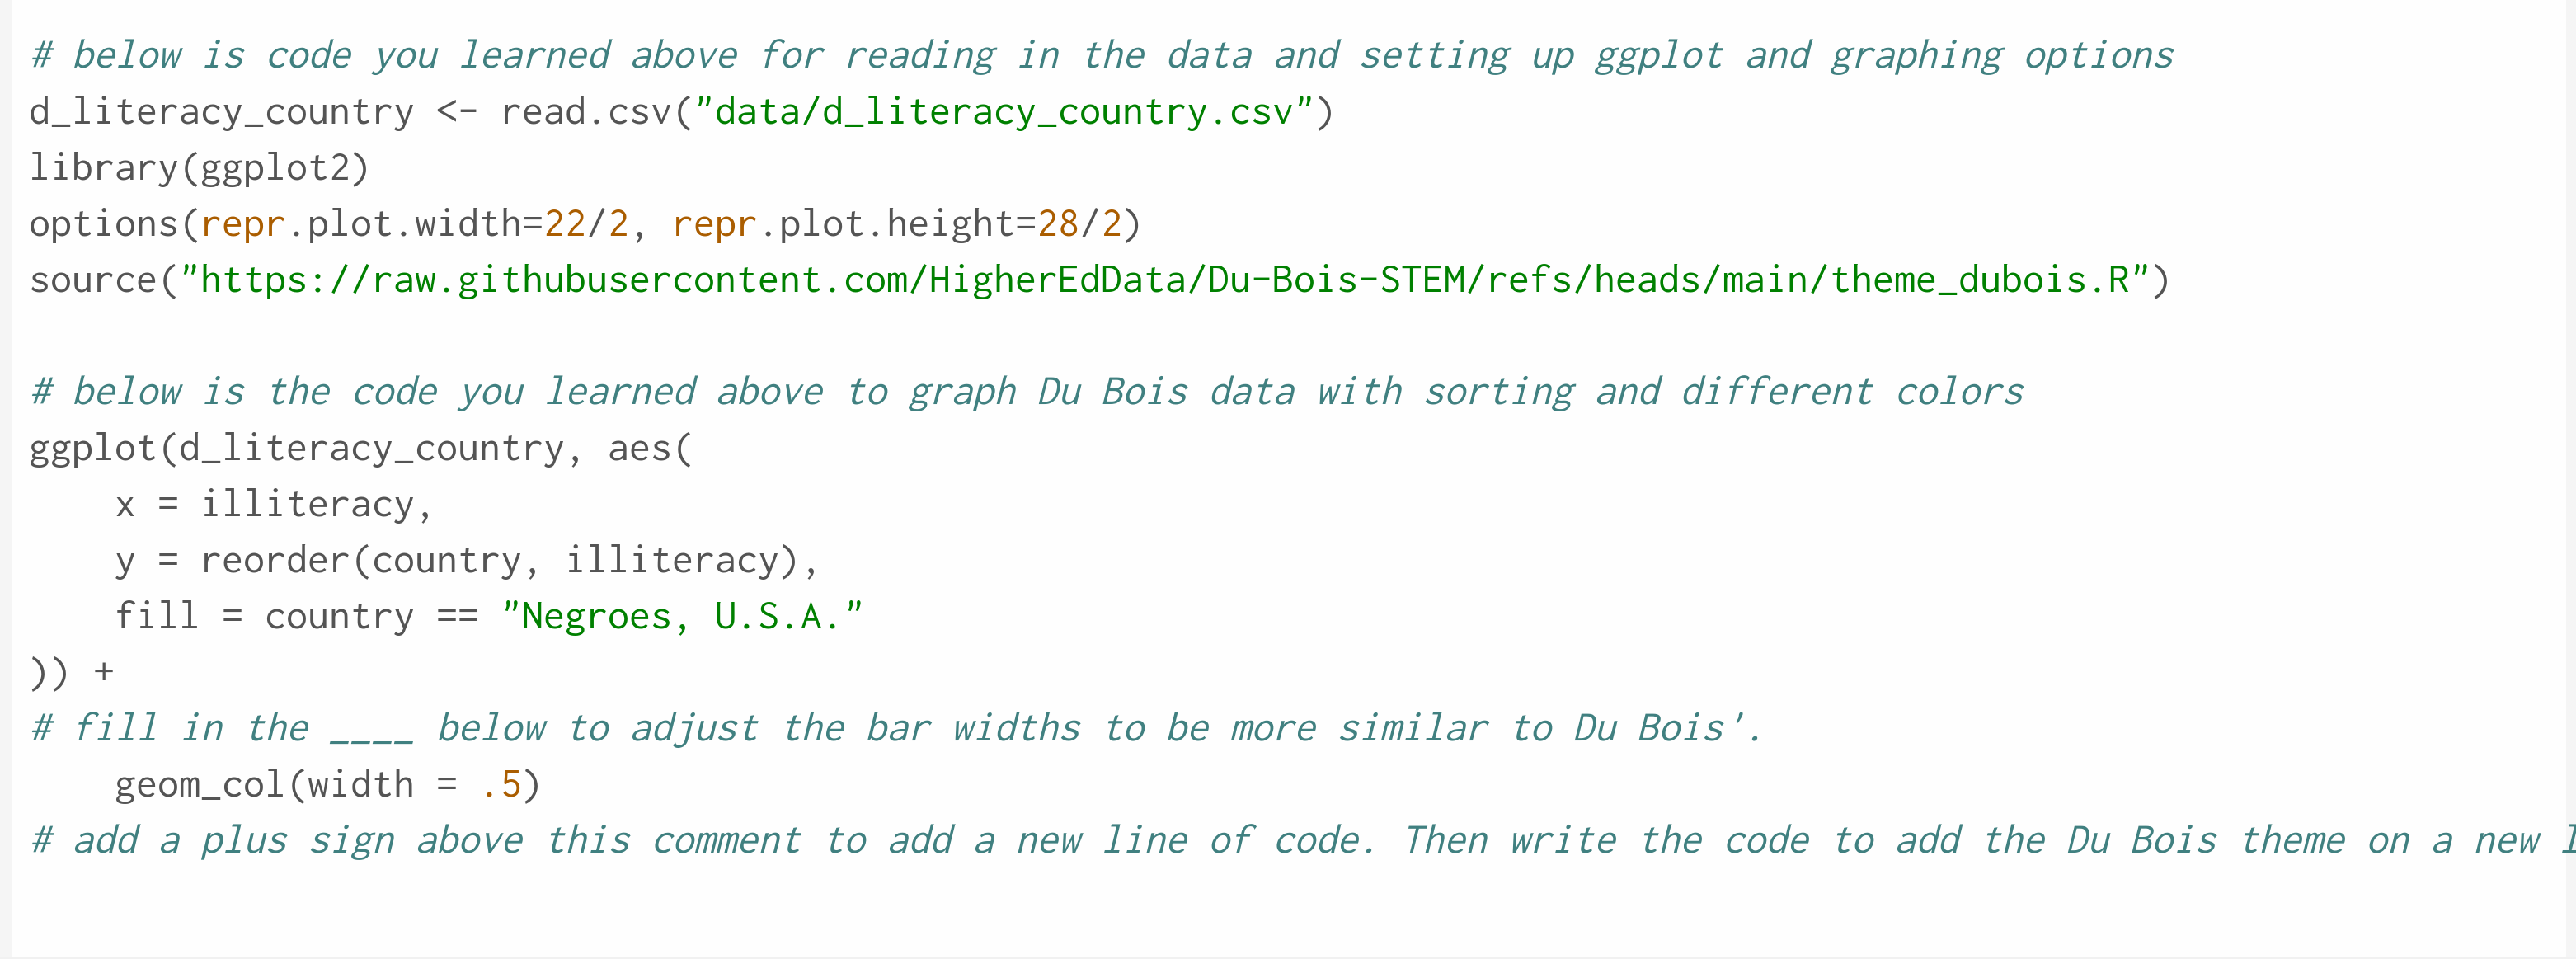 # below is code you learned above for reading in the data and setting up ggplot and graphing options
d_literacy_country <- read.csv("data/d_literacy_country.csv")
library(ggplot2)
options(repr.plot.width=22/2, repr.plot.height=28/2)
source("https://raw.githubusercontent.com/HigherEdData/Du-Bois-STEM/refs/heads/main/theme_dubois.R")

# below is the code you learned above to graph Du Bois data with sorting and different colors
ggplot(d_literacy_country, aes(
    x = illiteracy,
    y = reorder(country, illiteracy),
    fill = country == "Negroes, U.S.A."
)) +
# fill in the ____ below to adjust the bar widths to be more similar to Du Bois'.
    geom_col(width = .5)
# add a plus sign above this comment to add a new line of code. Then write the code to add the Du Bois theme on a new